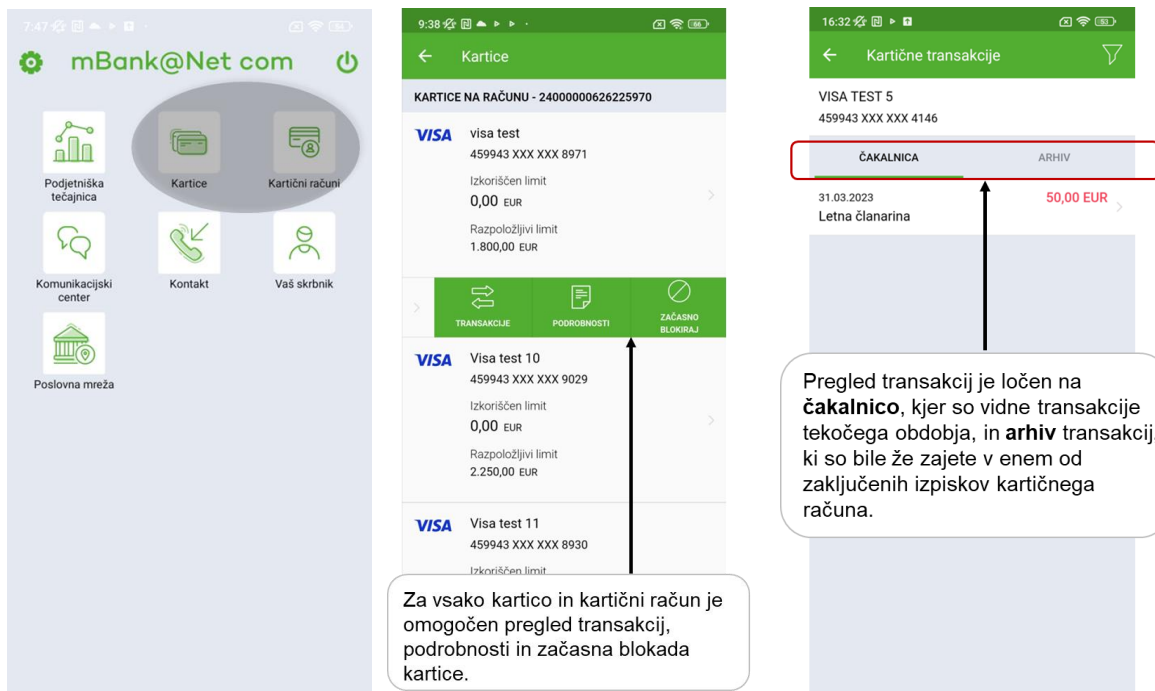 7:47
64
mBank@Net com
Podjetniška
tečajnica
Kartice
Kartični računi
Komunikacijski
center
Kontakt
Vaš skrbnik
Poslovna mreža
9:38
66
Kartice
KARTICE NA RAČUNU - 24000000626225970
VISA
visa test
459943 XXX XXX 8971
Izkoriščen limit
0,00 EUR
Razpoložljivi limit
1.800,00 EUR
TRANSAKCIJE
PODROBNOSTI
ZAČASNO
BLOKIRAJ
VISA
Visa test 10
459943 XXX XXX 9029
Izkoriščen limit
0,00 EUR
Razpoložljivi limit
2.250,00 EUR
VISA
Visa test 11
459943 XXX XXX 8930
Izkoriščen limit
Za vsako kartico in kartični račun je
omogočen pregled transakcij,
podrobnosti in začasna blokada
kartice.
16:32
Kartične transakcije
VISA TEST 5
459943 XXX XXX 4146
ČAKALNICA
ARHIV
31.03.2023
50,00 EUR
Letna članarina
Pregled transakcij je ločen na
čakalnico, kjer so vidne transakcije
tekočega obdobja, in arhiv transakcij,
ki so bile že zajete v enem od
zaključenih izpiskov kartičnega
računa.